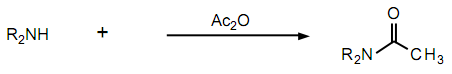 Ac₂O
R₂NH + O
R₂N CH₃